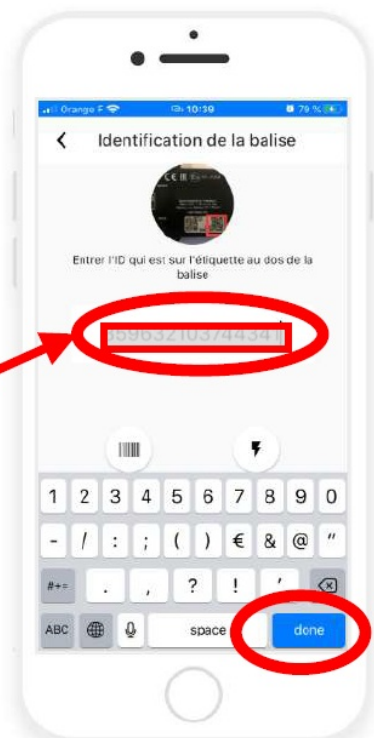 Orange F 10:39 79 %
Identification de la balise
Entrer l'ID qui est sur l'étiquette au dos de la
balise
1 2 3 4 5 6 7 8 9 0
- / : ; ( ) € & @ "
#+= . , ? ! '
ABC space done